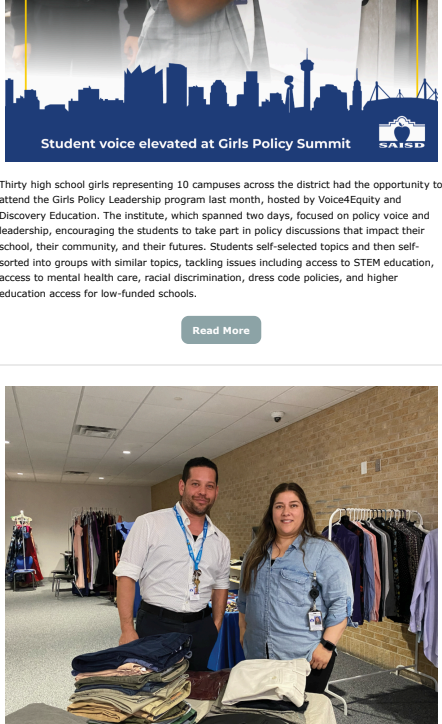 Student voice elevated at Girls Policy Summit
SAISD
Thirty high school girls representing 10 campuses across the district had the opportunity to
attend the Girls Policy Leadership program last month, hosted by Voice4Equity and
Discovery Education. The institute, which spanned two days, focused on policy voice and
leadership, encouraging the students to take part in policy discussions that impact their
school, their community, and their futures. Students self-selected topics and then self-
sorted into groups with similar topics, tackling issues including access to STEM education,
access to mental health care, racial discrimination, dress code policies, and higher
education access for low-funded schools.
Read More